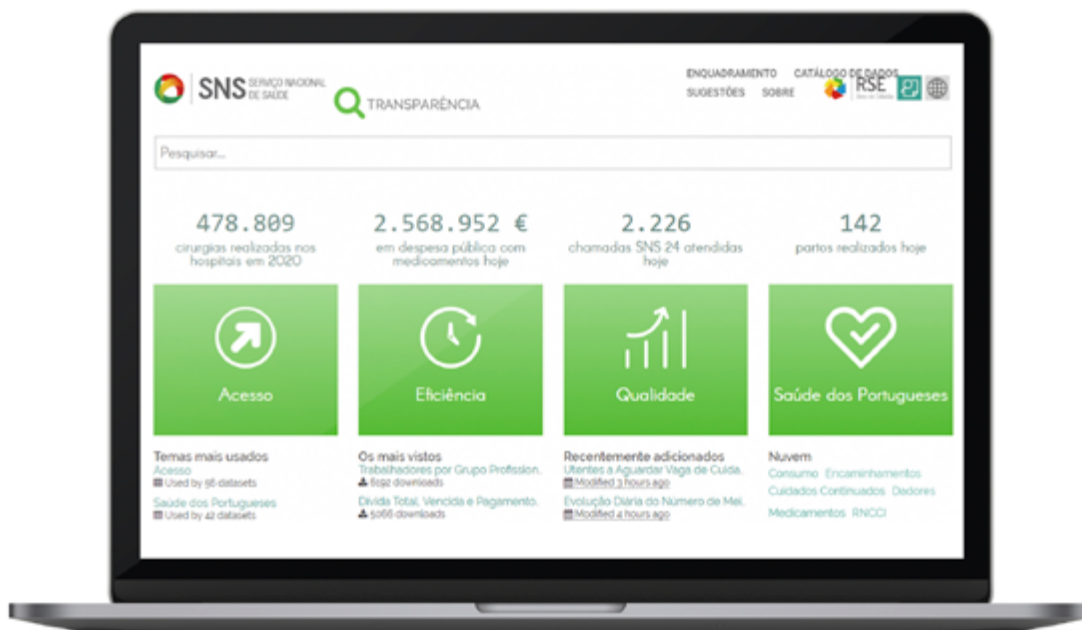 SNS SERVIÇO NACIONAL
DE SAÚDE
TRANSPARÊNCIA
ENQUADRAMENTO CATÁLOGO DE DADOS
SUGESTÕES SOBRE
RSE
Pesquisar...
478.809
cirurgias realizadas nos
hospitais em 2020
2.568.952 €
em despesa pública com
medicamentos hoje
2.226
chamadas SNS 24 atendidas
hoje
142
partos realizados hoje
Acesso
Eficiência
Qualidade
Saúde dos Portugueses
Temas mais usados
Acesso
Used by 56 datasets
Saúde dos Portugueses
Used by 42 datasets
Os mais vistos
Trabalhadores por Grupo Profission.
6192 downloads
Dívida Total, Vencida e Pagamento.
5066 downloads
Recentemente adicionados
Utentes a Aguardar Vaga de Cuida.
Modified 3 hours ago
Evolução Diária do Número de Mei.
Modified 4 hours ago
Nuvem
Consumo Encaminhamentos
Cuidados Continuados Dadores
Medicamentos RNCCI